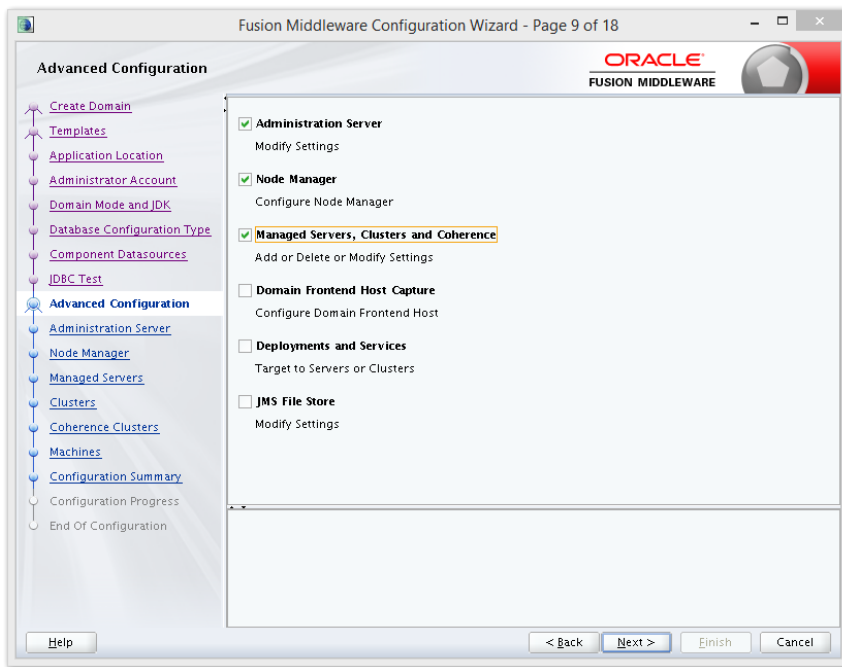 Fusion Middleware Configuration Wizard - Page 9 of 18
Advanced Configuration
ORACLE
FUSION MIDDLEWARE
Create Domain
Templates
Application Location
Administrator Account
Domain Mode and JDK
Database Configuration Type
Component Datasources
JDBC Test
Advanced Configuration
Administration Server
Node Manager
Managed Servers
Clusters
Coherence Clusters
Machines
Configuration Summary
Configuration Progress
End Of Configuration
Administration Server
Modify Settings
Node Manager
Configure Node Manager
Managed Servers, Clusters and Coherence
Add or Delete or Modify Settings
Domain Frontend Host Capture
Configure Domain Frontend Host
Deployments and Services
Target to Servers or Clusters
JMS File Store
Modify Settings
Help
< Back
Next >
Finish
Cancel